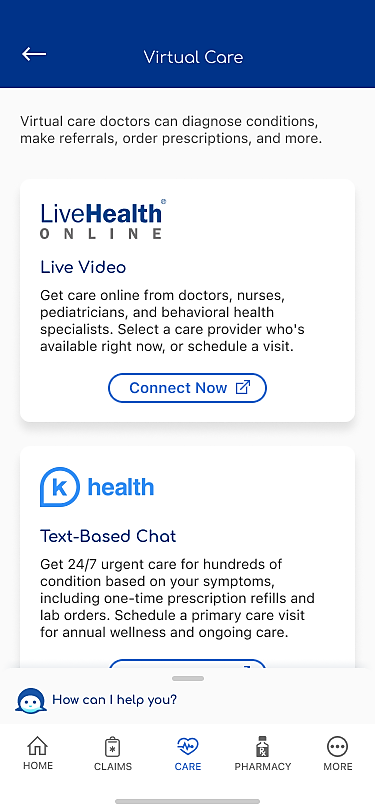 Virtual Care
Virtual care doctors can diagnose conditions,
make referrals, order prescriptions, and more.
LiveHealth®
ONLINE
Live Video
Get care online from doctors, nurses,
pediatricians, and behavioral health
specialists. Select a care provider who's
available right now, or schedule a visit.
Connect Now
k health
Text-Based Chat
Get 24/7 urgent care for hundreds of
condition based on your symptoms,
including one-time prescription refills and
lab orders. Schedule a primary care visit
for annual wellness and ongoing care.
How can I help you?
HOME CLAIMS CARE PHARMACY MORE